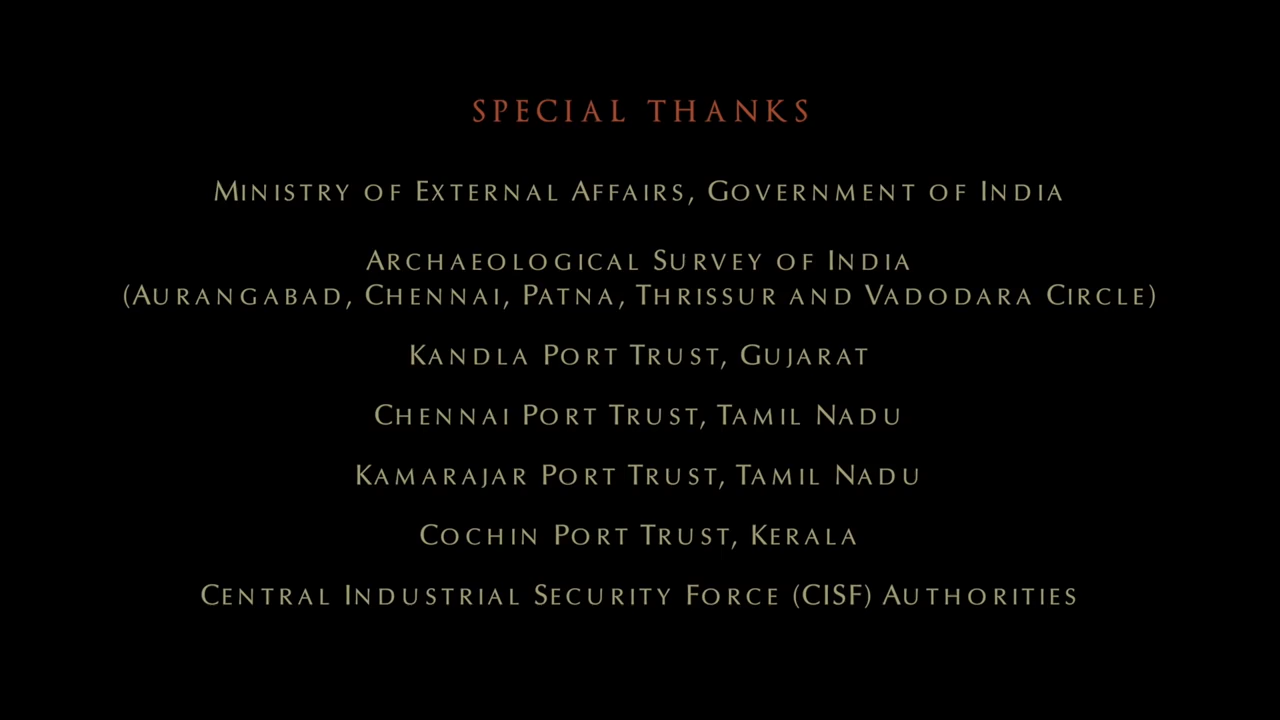 SPECIAL THANKS
MINISTRY OF EXTERNAL AFFAIRS, GOVERNMENT OF INDIA
ARCHAEOLOGICAL SURVEY OF INDIA
(AURANGABAD, CHENNAI, PATNA, THRISSUR AND VADODARA CIRCLE)
KANDLA PORT TRUST, GUJARAT
CHENNAI PORT TRUST, TAMIL NADU
KAMARAJAR PORT TRUST, TAMIL NADU
COCHIN PORT TRUST, KERALA
CENTRAL INDUSTRIAL SECURITY FORCE (CISF) AUTHORITIES